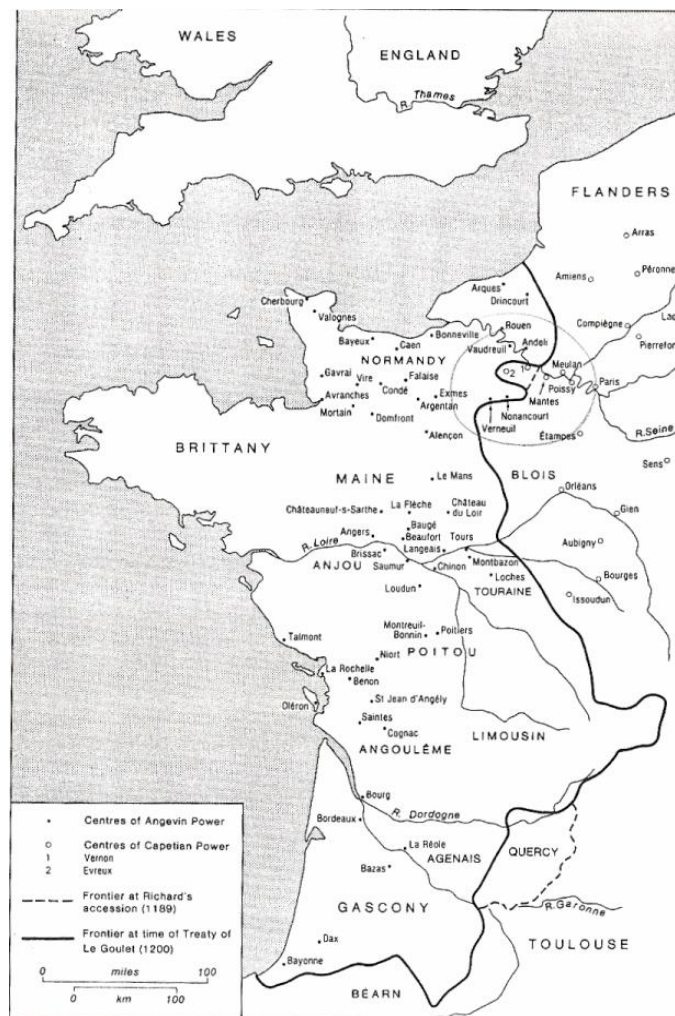 WALES
ENGLAND
R. Thames
FLANDERS
Arras
Amiens
Péronne
Arques
Drincourt
Cherbourg
Valognes
Compiègne
Rouen
Bonneville
Bayeux
Caen
Vaudreuil
Andeli
Pierrefor
NORMANDY
Gavrai
Vire
Falaise
2
1
Meulan
Condé
Paris
Avranches
Exmes
Poissy
Mortain
Argentan
Mantes
Domfront
Nonancourt
Verneuil
R. Seine
Alençon
Étampes
BRITTANY
Sens
MAINE
Le Mans
BLOIS
Orléans
Châteauneuf-s-Sarthe
La Flèche
Château
du Loir
Gien
Baugé
Angers
Beaufort
Tours
Aubigny
R. Loire
Brissac
Langeais
Montbazon
ANJOU
Saumur
Chinon
Loches
Bourges
Loudun
TOURAINE
Issoudun
Montreuil-
Bonnin
Poitiers
Talmont
POITOU
Niort
La Rochelle
Benon
St Jean d'Angély
Oléron
Saintes
Cognac
LIMOUSIN
ANGOULÊME
Bourg
R. Dordogne
Bordeaux
La Réole
AGENAIS
QUERCY
Bazas
GASCONY
R. Garonne
Dax
TOULOUSE
Bayonne
BÉARN
Centres of Angevin Power
Centres of Capetian Power
1 Vernon
2 Evreux
Frontier at Richard's
accession (1189)
Frontier at time of Treaty of
Le Goulet (1200)
0 miles 100
0 km 100